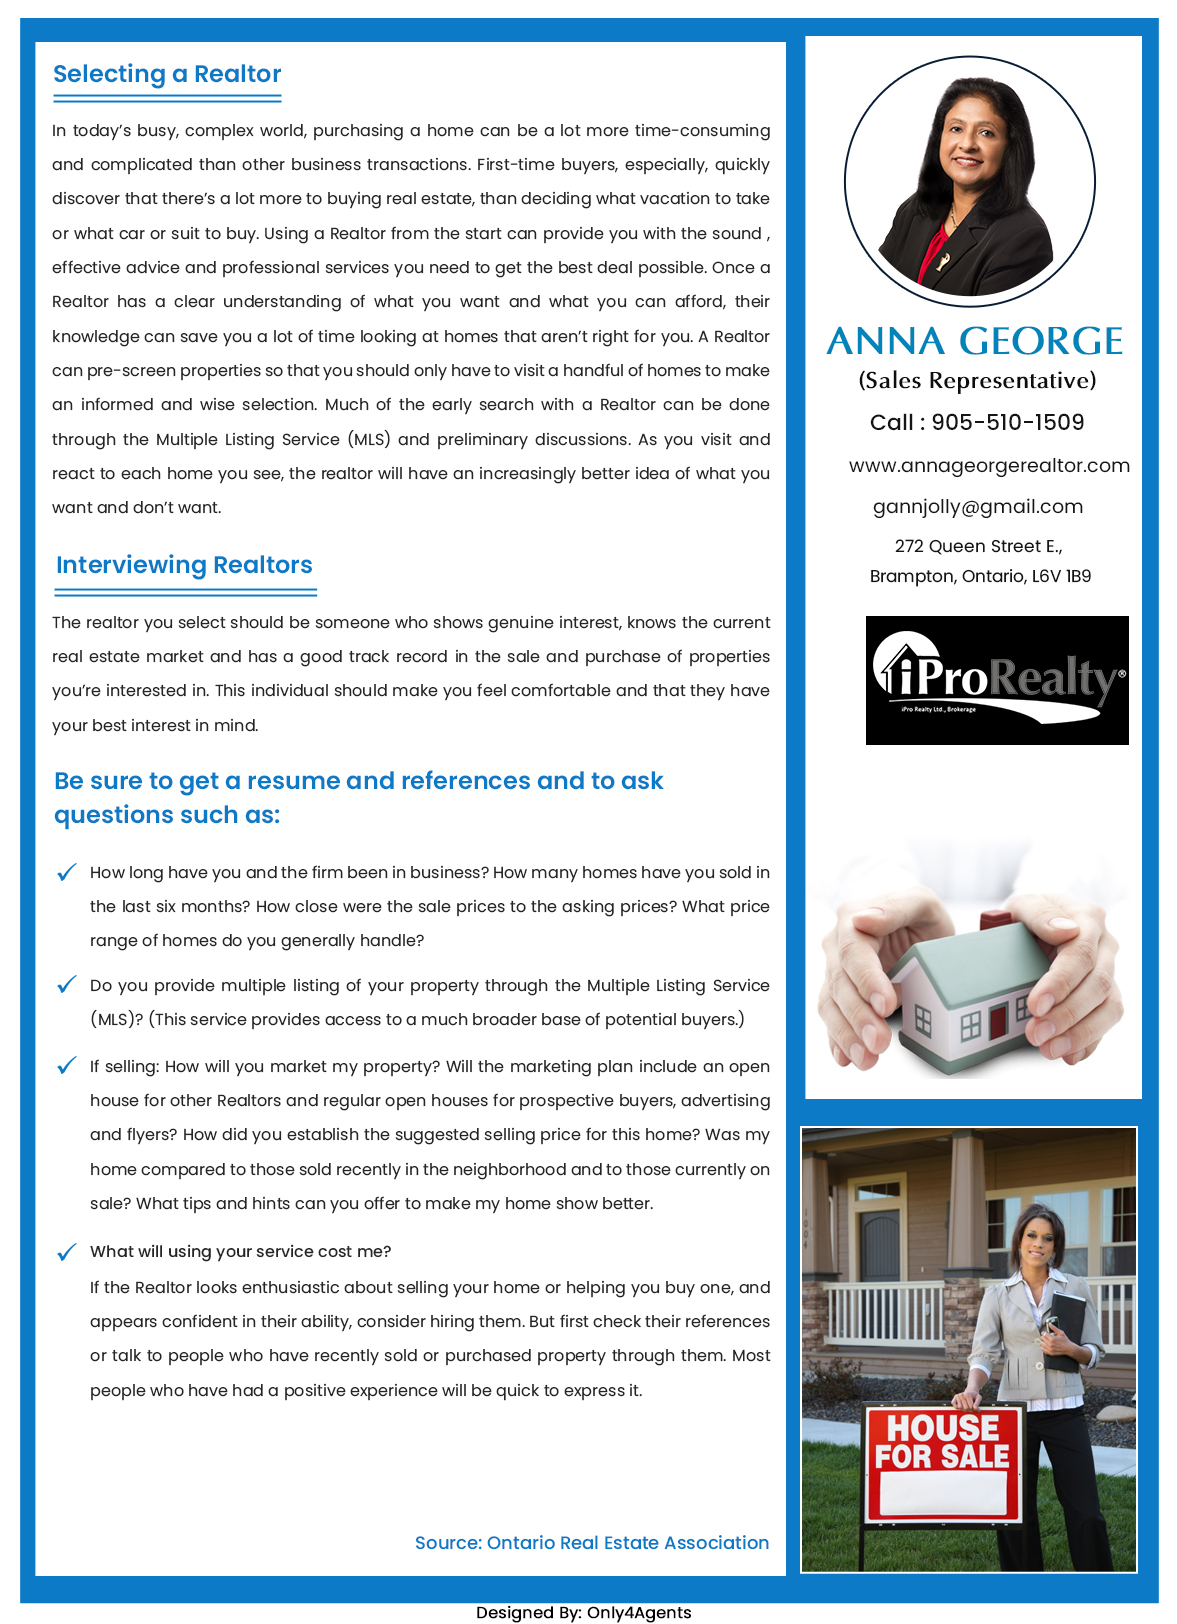 Selecting a Realtor
In today’s busy, complex world, purchasing a home can be a lot more time-consuming
and complicated than other business transactions. First-time buyers, especially, quickly
discover that there’s a lot more to buying real estate, than deciding what vacation to take
or what car or suit to buy. Using a Realtor from the start can provide you with the sound ,
effective advice and professional services you need to get the best deal possible. Once a
Realtor has a clear understanding of what you want and what you can afford, their
knowledge can save you a lot of time looking at homes that aren’t right for you. A Realtor
can pre-screen properties so that you should only have to visit a handful of homes to make
an informed and wise selection. Much of the early search with a Realtor can be done
through the Multiple Listing Service (MLS) and preliminary discussions. As you visit and
react to each home you see, the realtor will have an increasingly better idea of what you
want and don’t want.
Interviewing Realtors
The realtor you select should be someone who shows genuine interest, knows the current
real estate market and has a good track record in the sale and purchase of properties
you’re interested in. This individual should make you feel comfortable and that they have
your best interest in mind.
Be sure to get a resume and references and to ask
questions such as:
How long have you and the firm been in business? How many homes have you sold in
the last six months? How close were the sale prices to the asking prices? What price
range of homes do you generally handle?
Do you provide multiple listing of your property through the Multiple Listing Service
(MLS)? (This service provides access to a much broader base of potential buyers.)
If selling: How will you market my property? Will the marketing plan include an open
house for other Realtors and regular open houses for prospective buyers, advertising
and flyers? How did you establish the suggested selling price for this home? Was my
home compared to those sold recently in the neighborhood and to those currently on
sale? What tips and hints can you offer to make my home show better.
What will using your service cost me?
If the Realtor looks enthusiastic about selling your home or helping you buy one, and
appears confident in their ability, consider hiring them. But first check their references
or talk to people who have recently sold or purchased property through them. Most
people who have had a positive experience will be quick to express it.
Source: Ontario Real Estate Association
ANNA GEORGE
(Sales Representative)
Call : 905-510-1509
www.annageorgerealtor.com
gannjolly@gmail.com
272 Queen Street E.,
Brampton, Ontario, L6V 1B9
iProRealty®
iPro Realty Ltd., Brokerage
1004
HOUSE
FOR SALE
Designed By: Only4Agents